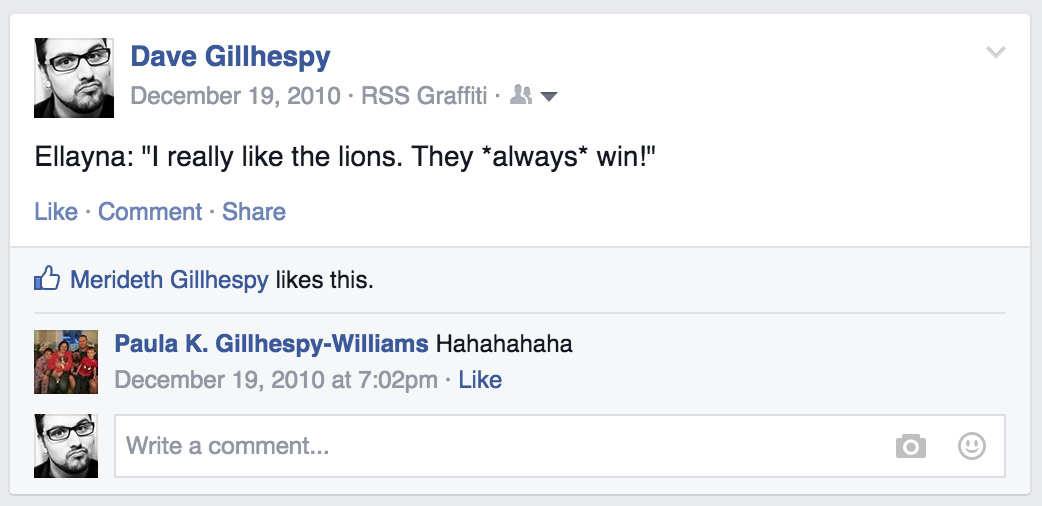 Dave Gillhespy
December 19, 2010 · RSS Graffiti ·
Ellayna: "I really like the lions. They *always* win!"
Like · Comment · Share
Merideth Gillhespy likes this.
Paula K. Gillhespy-Williams Hahahahaha
December 19, 2010 at 7:02pm · Like
Write a comment...